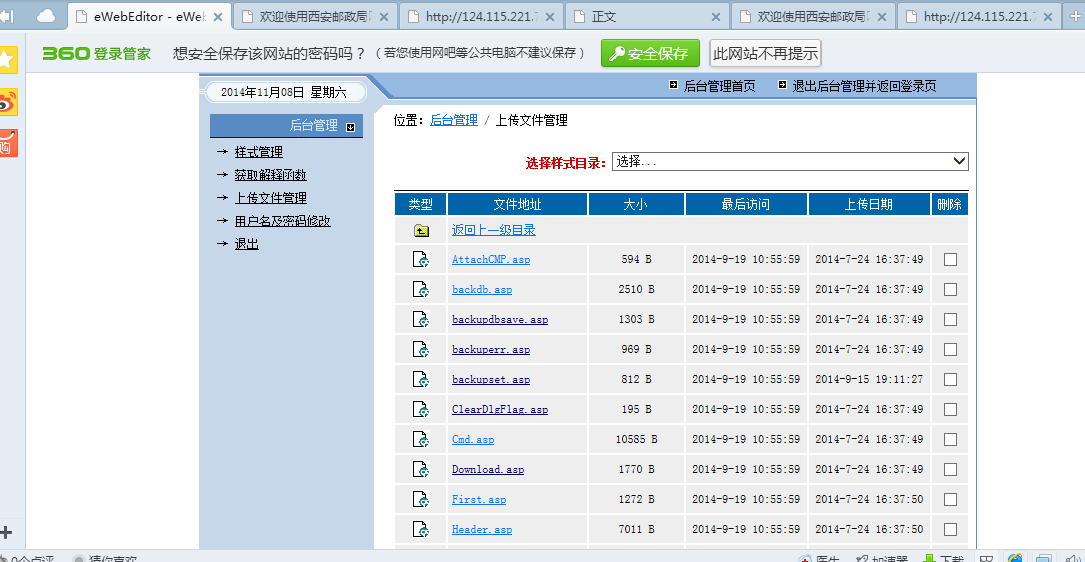 eWebEditor - eWe
欢迎使用西安邮政局
http://124.115.221.
正文
欢迎使用西安邮政局
http://124.115.221.
360 登录管家 想安全保存该网站的密码吗？（若您使用网吧等公共电脑不建议保存） 安全保存 此网站不再提示
2014年11月08日 星期六
后台管理首页 退出后台管理并返回登录页
后台管理
→ 样式管理
→ 获取解释函数
→ 上传文件管理
→ 用户名及密码修改
→ 退出
位置：后台管理 / 上传文件管理
选择样式目录： 选择...
类型 文件地址 大小 最后访问 上传日期 删除
返回上一级目录
AttachCMP.asp 594 B 2014-9-19 10:55:59 2014-7-24 16:37:49
backdb.asp 2510 B 2014-9-19 10:55:59 2014-7-24 16:37:49
backupdbsave.asp 1303 B 2014-9-19 10:55:59 2014-7-24 16:37:49
backuperr.asp 969 B 2014-9-19 10:55:59 2014-7-24 16:37:49
backupset.asp 812 B 2014-9-19 10:55:59 2014-9-15 19:11:27
ClearDlgFlag.asp 195 B 2014-9-19 10:55:59 2014-7-24 16:37:49
Cmd.asp 10585 B 2014-9-19 10:55:59 2014-7-24 16:37:49
Download.asp 1770 B 2014-9-19 10:55:59 2014-7-24 16:37:49
First.asp 1272 B 2014-9-19 10:55:59 2014-7-24 16:37:50
Header.asp 7011 B 2014-9-19 10:55:59 2014-7-24 16:37:50
0个点评 猜你喜欢 医生 加速器 下载